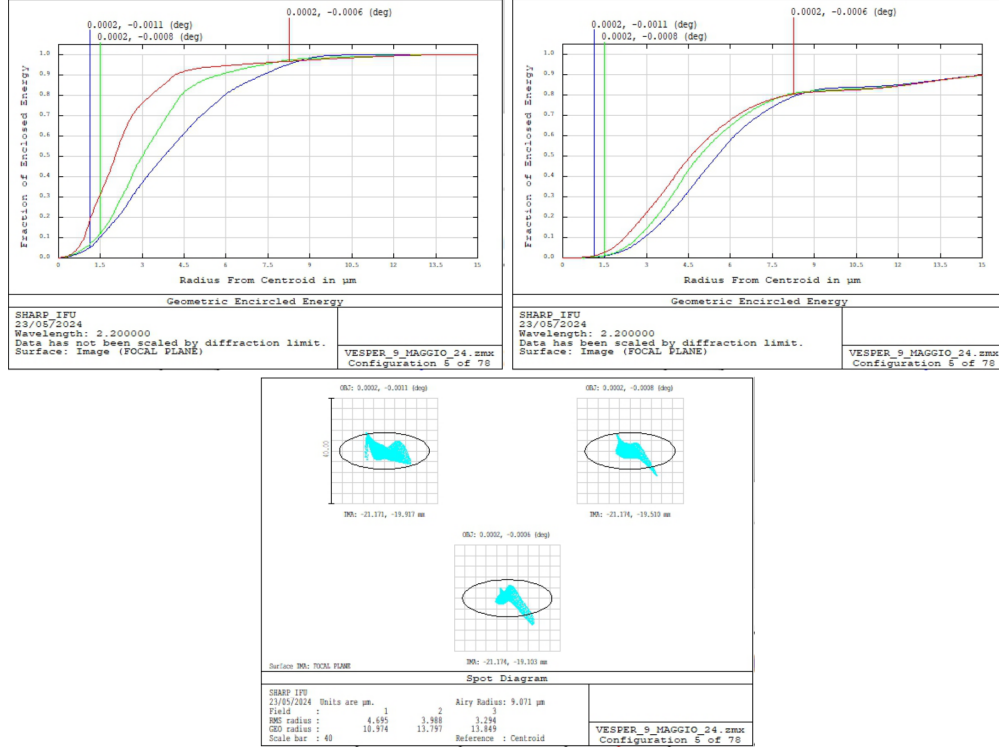 0.0002, -0.0006 (deg)
0.0002, -0.0011 (deg)
0.0002, -0.0008 (deg)
Fraction of Enclosed Energy
1.0
0.9
0.8
0.7
0.6
0.5
0.4
0.3
0.2
0.1
0.0
0 1.5 3 4.5 6 7.5 9 10.5 12 13.5 15
Radius From Centroid in µm
Geometric Encircled Energy
SHARP_IFU
23/05/2024
Wavelength: 2.200000
Data has not been scaled by diffraction limit.
Surface: Image (FOCAL PLANE)
VESPER_9_MAGGIO_24.zmx
Configuration 5 of 78
0.0002, -0.0006 (deg)
0.0002, -0.0011 (deg)
0.0002, -0.0008 (deg)
Fraction of Enclosed Energy
1.0
0.9
0.8
0.7
0.6
0.5
0.4
0.3
0.2
0.1
0.0
0 1.5 3 4.5 6 7.5 9 10.5 12 13.5 15
Radius From Centroid in µm
Geometric Encircled Energy
SHARP_IFU
23/05/2024
Wavelength: 2.200000
Data has not been scaled by diffraction limit.
Surface: Image (FOCAL PLANE)
VESPER_9_MAGGIO_24.zmx
Configuration 5 of 78
OBJ: 0.0002, -0.0011 (deg)
OBJ: 0.0002, -0.0008 (deg)
40.00
IMA: -21.171, -19.917 mm
IMA: -21.174, -19.510 mm
OBJ: 0.0002, -0.0006 (deg)
IMA: -21.174, -19.103 mm
Surface IMA: FOCAL PLANE
Spot Diagram
SHARP IFU
23/05/2024 Units are µm. Airy Radius: 9.071 µm
Field : 1 2 3
RMS radius : 4.695 3.988 3.294
GEO radius : 10.974 13.797 13.849
Scale bar : 40 Reference : Centroid
VESPER_9_MAGGIO_24.zmx
Configuration 5 of 78